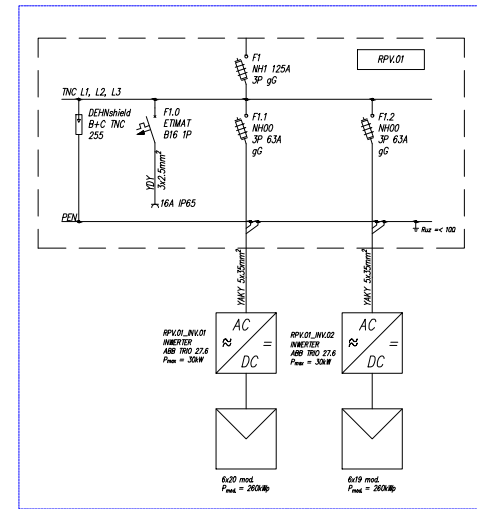 F1
NH1 125A
3P gG
RPV.01
TNC L1, L2, L3
DEHNshield
B+C TNC
255
F1.0
ETIMAT
B16 1P
F1.1
NH00
3P 63A
gG
F1.2
NH00
3P 63A
gG
YDY
3x2.5mm²
16A IP65
PEN
Ruz =< 10Ω
YAKY 5x35mm²
YAKY 5x35mm²
RPV.01_INV.01
INWERTER
ABB TRIO 27.6
Pmax = 30kW
AC
≈
=
DC
RPV.01_INV.02
INWERTER
ABB TRIO 27.6
Pmax = 30kW
AC
≈
=
DC
6x20 mod.
Pmod. = 260kWp
6x19 mod.
Pmod. = 260kWp